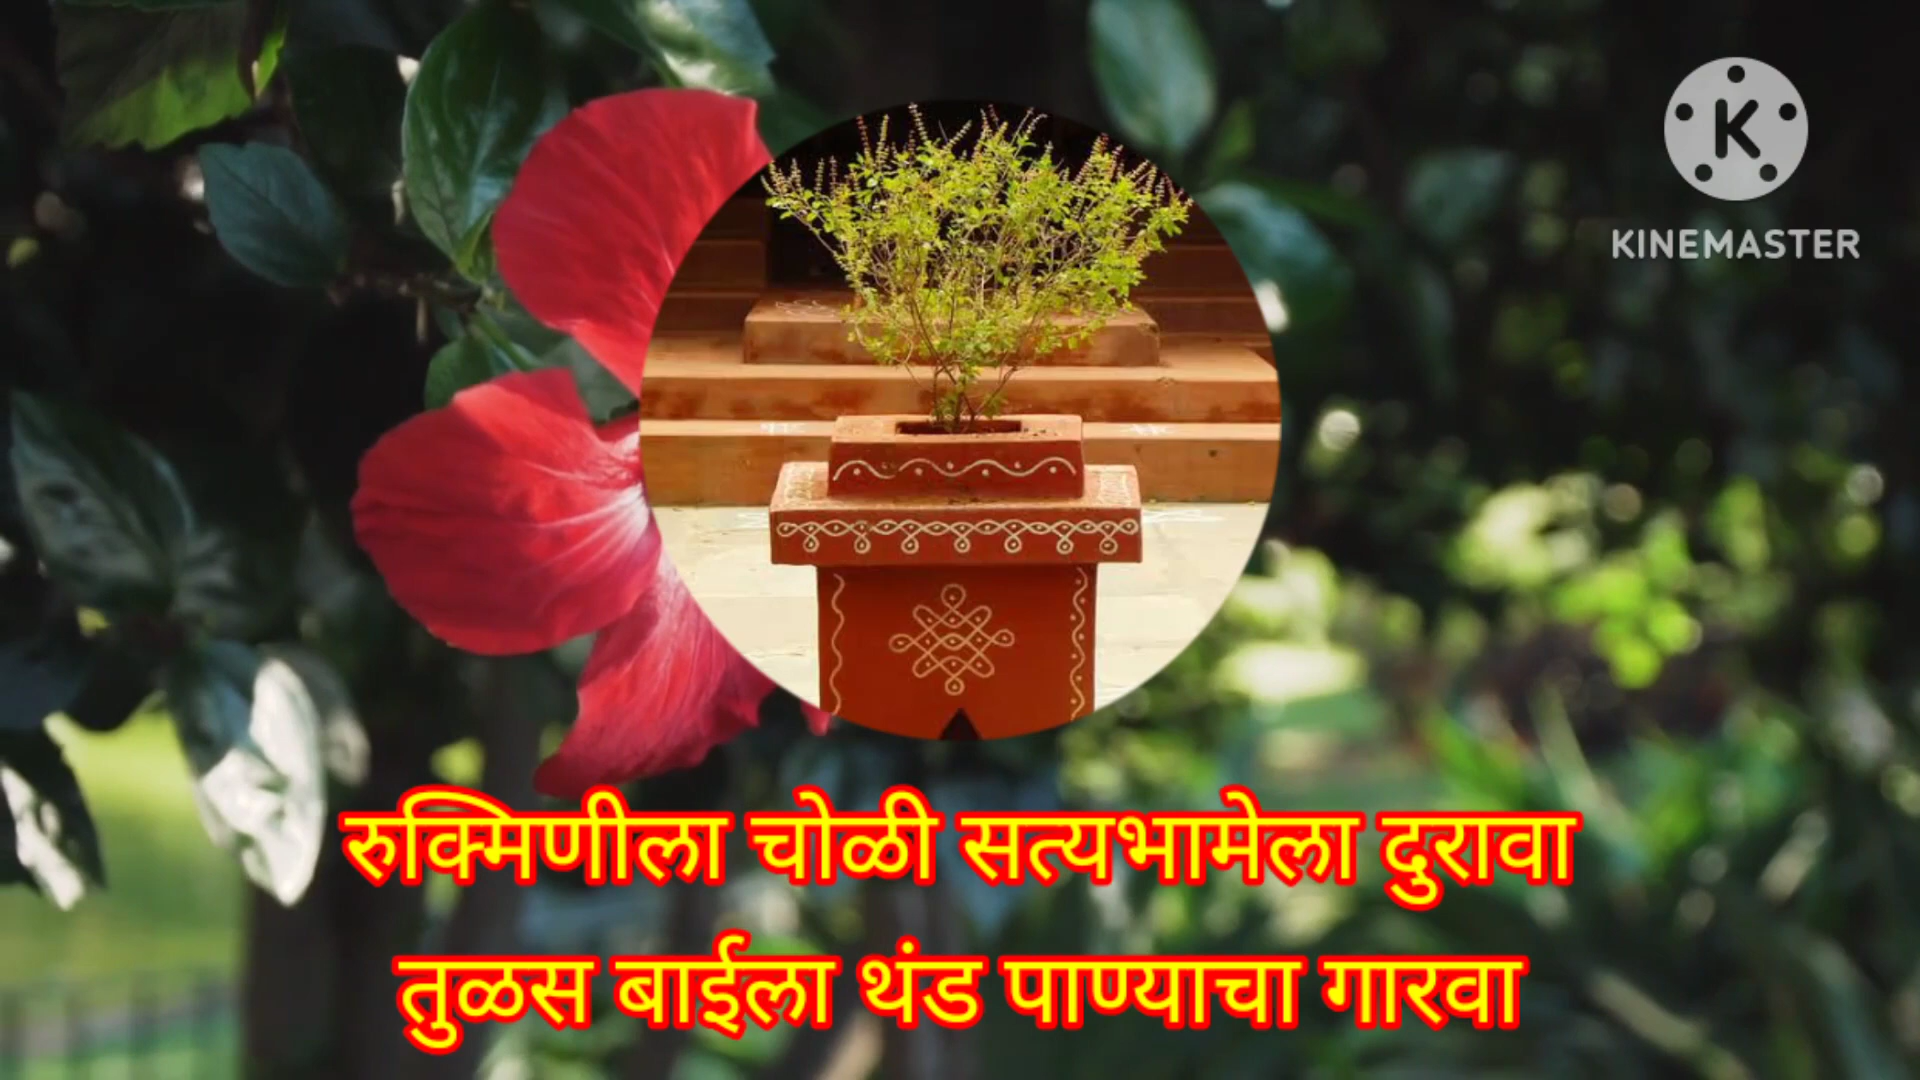 K
KINEMASTER
रुक्मिणीला चोळी सत्यभामेला दुरावा
तुळस बाईला थंड पाण्याचा गारवा